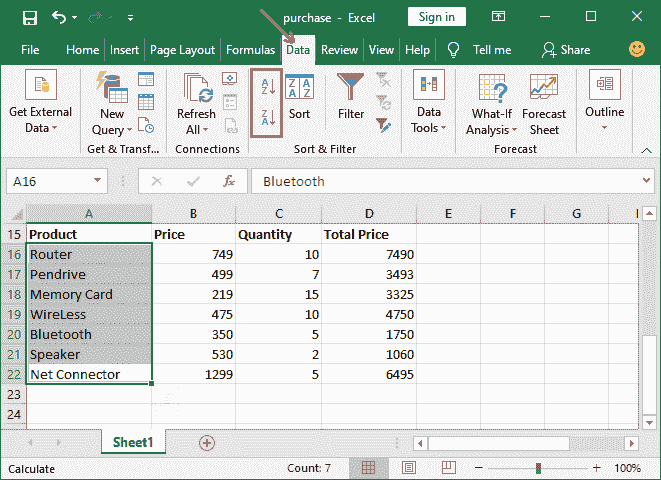 purchase - Excel Sign in
File Home Insert Page Layout Formulas Data Review View Help Tell me Share
Get External Data
New Query
Get & Transf...
Refresh All
Connections
A Z
Z A
Z A A Z
Sort
Filter
Sort & Filter
Data Tools
What-If Analysis
Forecast Sheet
Forecast
Outline
A16 fx Bluetooth
A B C D E F G H
15 Product Price Quantity Total Price
16 Router 749 10 7490
17 Pendrive 499 7 3493
18 Memory Card 219 15 3325
19 WireLess 475 10 4750
20 Bluetooth 350 5 1750
21 Speaker 530 2 1060
22 Net Connector 1299 5 6495
23
24
Sheet1
Calculate Count: 7 100%